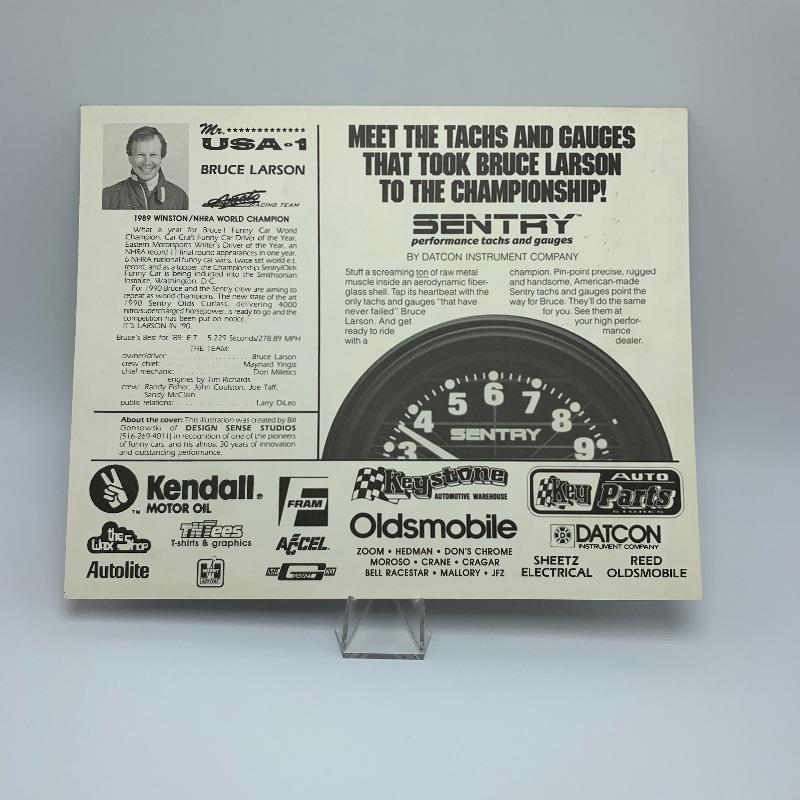 Mr.
USA-1
BRUCE LARSON
Sentry
RACING TEAM
1989 WINSTON/NHRA WORLD CHAMPION
What a year for Bruce! Funny Car World
Champion, Car Craft Funny Car Driver of the Year,
Eastern Motorsports Writer's Driver of the Year, an
NHRA record 11 final round appearances in one year,
6 NHRA national funny car wins, twice set world e.t.
record, and as a topper, the Championship Sentry/Olds
Funny Car is being inducted into the Smithsonian
Institute, Washington, D.C.
For 1990 Bruce and the Sentry crew are aiming to
repeat as world champions. The new state of the art
1990 Sentry Olds Cutlass, delivering 4000
nitro/supercharged horsepower, is ready to go and the
competition has been put on notice.
IT'S LARSON IN '90.
Bruce's Best for '89: E.T. 5.229 Seconds/278.89 MPH
THE TEAM:
owner/driver: Bruce Larson
crew chief: Maynard Yingst
chief mechanic: Don Milletics
engines by Tim Richards
crew: Randy Fisher, John Coulston, Joe Taff,
Sandy McClain
public relations: Larry DiLeo
About the cover: This illustration was created by Bill
Gonsowski of DESIGN SENSE STUDIOS
(516-269-4011) in recognition of one of the pioneers
of funny cars, and his almost 30 years of innovation
and outstanding performance.
MEET THE TACHS AND GAUGES
THAT TOOK BRUCE LARSON
TO THE CHAMPIONSHIP!
SENTRY™
performance tachs and gauges
BY DATCON INSTRUMENT COMPANY
Stuff a screaming ton of raw metal
muscle inside an aerodynamic fiber-
glass shell. Tap its heartbeat with the
only tachs and gauges "that have
never failed" Bruce
Larson. And get
ready to ride
with a
champion. Pin-point precise, rugged
and handsome, American-made
Sentry tachs and gauges point the
way for Bruce. They'll do the same
for you. See them at
your high perfor-
mance
dealer.
3 4 5 6 7 8 9
SENTRY
Kendall®
™ MOTOR OIL
FRAM
Keystone
AUTOMOTIVE WAREHOUSE
Key AUTO
Parts
STORES
the
Wax Shop
THTees
T-shirts & graphics
ACCEL
Oldsmobile
DATCON
INSTRUMENT COMPANY
Autolite
MR GASKET CO
ZOOM • HEDMAN • DON'S CHROME
MOROSO • CRANE • CRAGAR
BELL RACESTAR • MALLORY • JFZ
SHEETZ
ELECTRICAL
REED
OLDSMOBILE